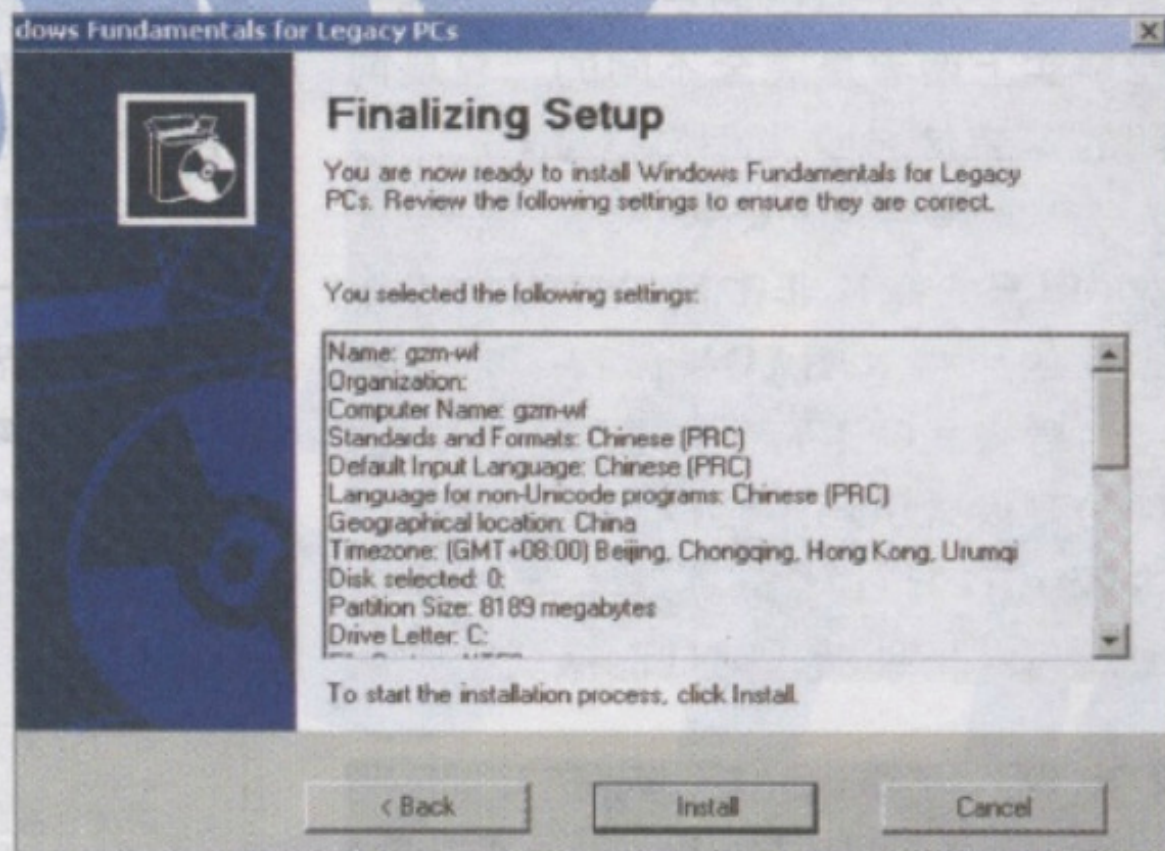 dows Fundamentals for Legacy PCs
Finalizing Setup
You are now ready to install Windows Fundamentals for Legacy
PCs. Review the following settings to ensure they are correct.
You selected the following settings:
Name: gzm-wf
Organization:
Computer Name: gzm-wf
Standards and Formats: Chinese (PRC)
Default Input Language: Chinese (PRC)
Language for non-Unicode programs: Chinese (PRC)
Geographical location: China
Timezone: (GMT+08:00) Beijing, Chongqing, Hong Kong, Urumqi
Disk selected: 0:
Partition Size: 8189 megabytes
Drive Letter: C:
To start the installation process, click Install.
< Back
Install
Cancel